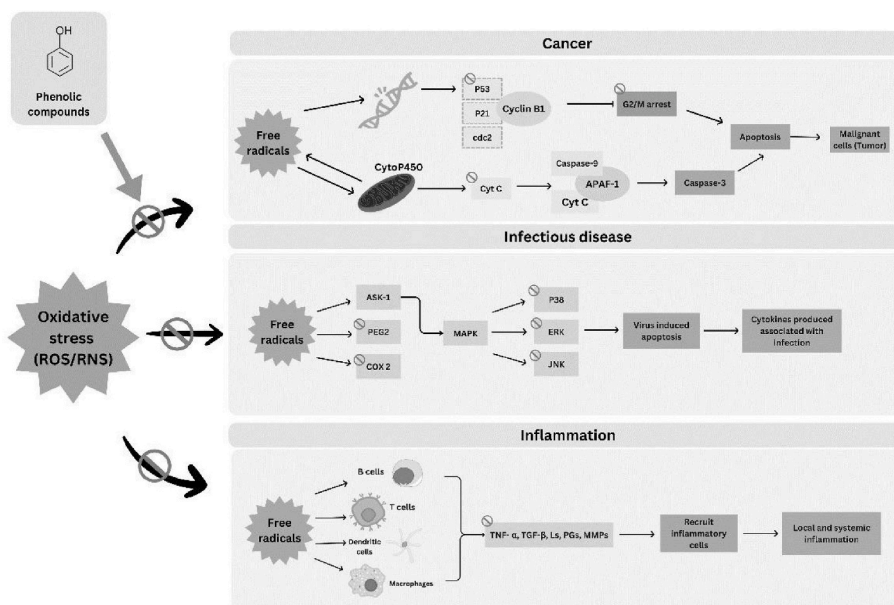 OH
Phenolic
compounds
Oxidative
stress
(ROS/RNS)
Cancer
Free
radicals
P53
P21
cdc2
Cyclin B1
G2/M arrest
Apoptosis
Malignant
cells (Tumor)
CytoP450
Cyt C
Caspase-9
APAF-1
Cyt C
Caspase-3
Infectious disease
Free
radicals
ASK-1
PEG2
COX 2
MAPK
P38
ERK
JNK
Virus induced
apoptosis
Cytokines produced
associated with
infection
Inflammation
Free
radicals
B cells
T cells
Dendritic
cells
Macrophages
TNF- α, TGF-β, Ls, PGs, MMPs
Recruit
inflammatory
cells
Local and systemic
inflammation